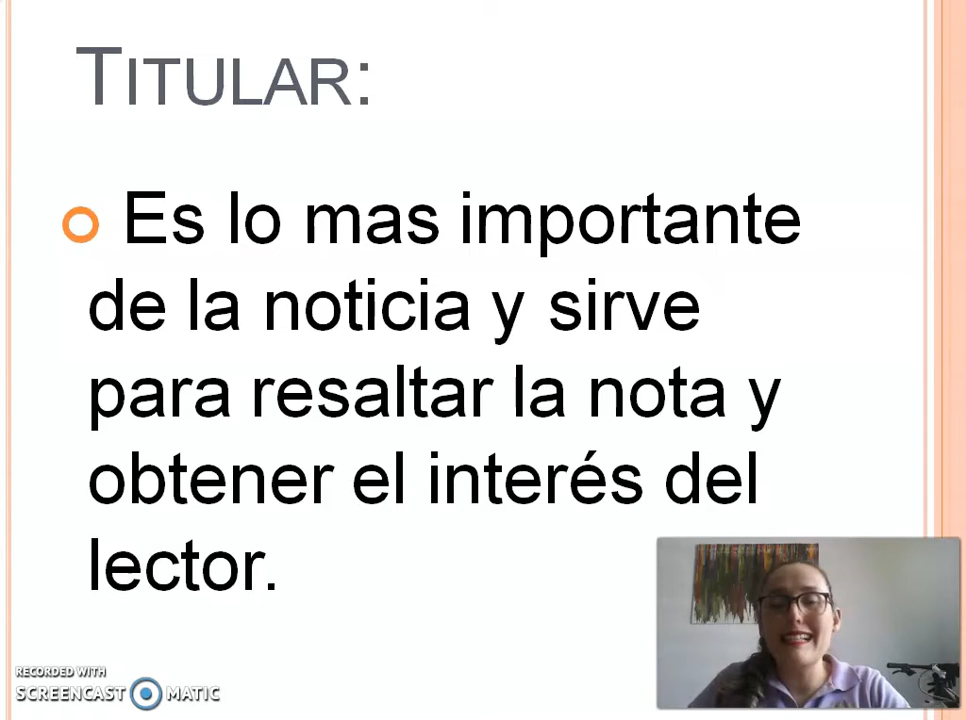 TITULAR:
Es lo mas importante
de la noticia y sirve
para resaltar la nota y
obtener el interés del
lector.
RECORDED WITH
SCREENCAST MATIC